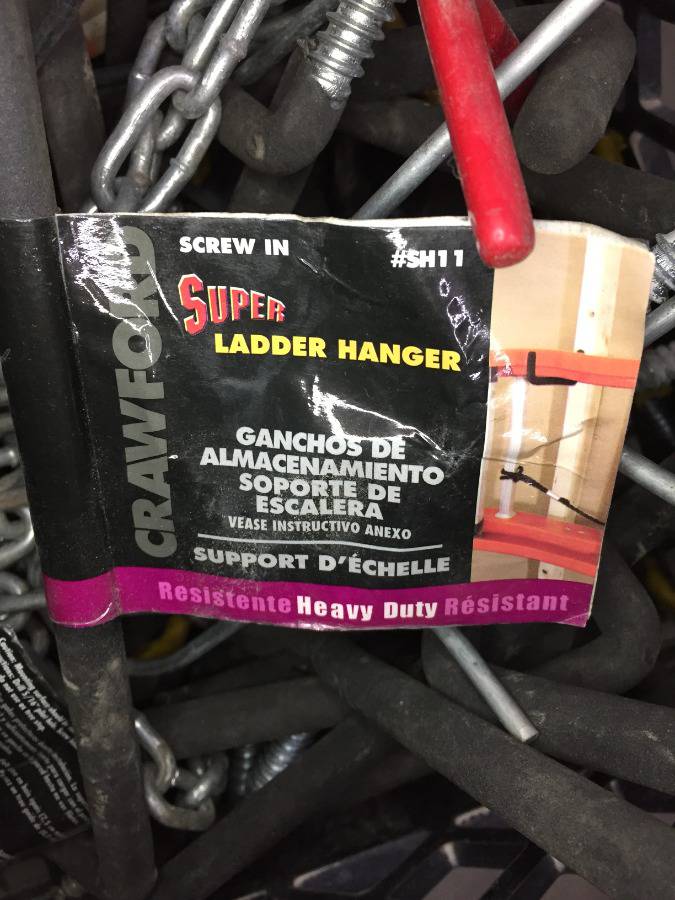 CRAWFORD
SCREW IN #SH11
SUPER
LADDER HANGER
GANCHOS DE
ALMACENAMIENTO
SOPORTE DE
ESCALERA
VEASE INSTRUCTIVO ANEXO
SUPPORT D'ÉCHELLE
Resistente Heavy Duty Résistant